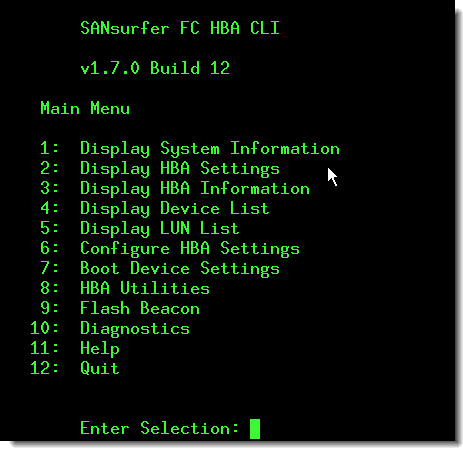 SANsurfer FC HBA CLI
v1.7.0 Build 12
Main Menu
1: Display System Information
2: Display HBA Settings
3: Display HBA Information
4: Display Device List
5: Display LUN List
6: Configure HBA Settings
7: Boot Device Settings
8: HBA Utilities
9: Flash Beacon
10: Diagnostics
11: Help
12: Quit
Enter Selection: